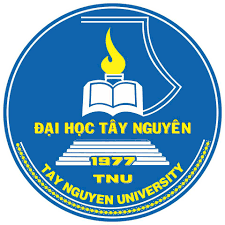 ĐẠI HỌC TÂY NGUYÊN
1977
TNU
TAY NGUYEN UNIVERSITY